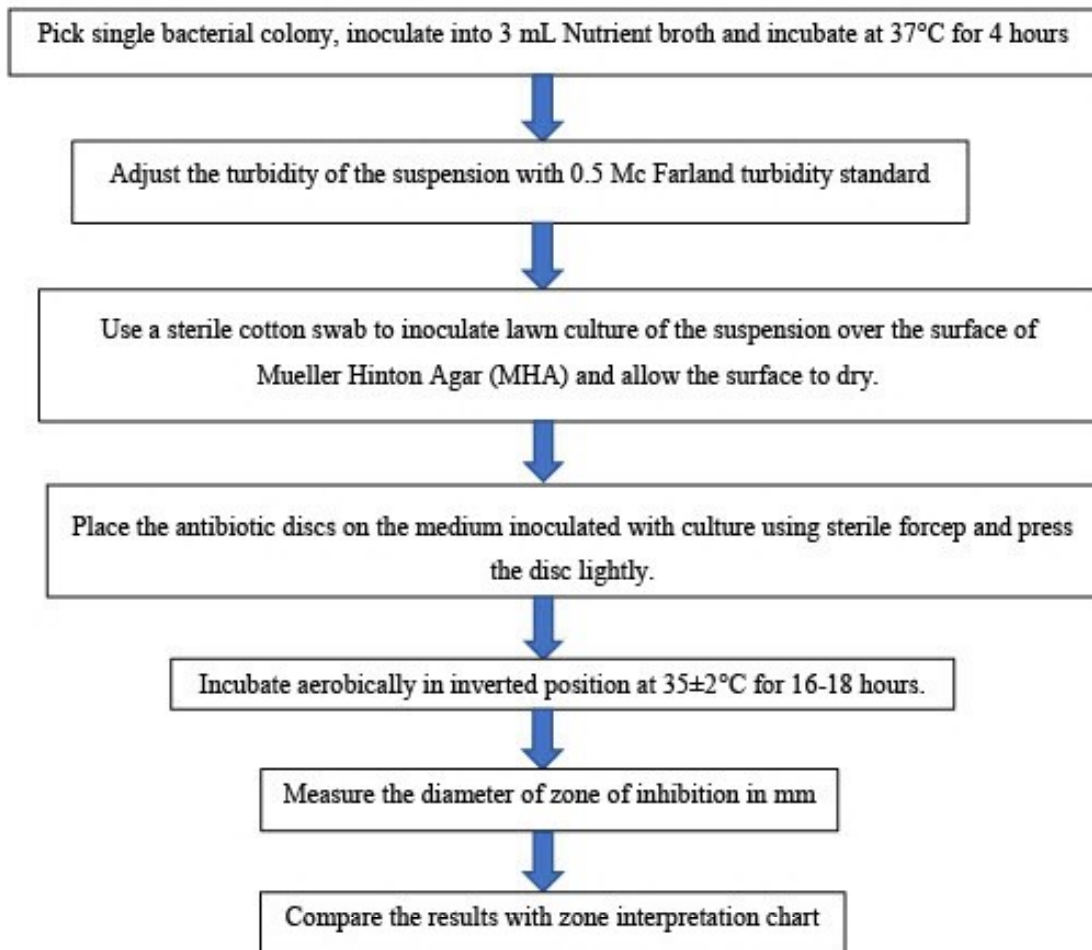 Pick single bacterial colony, inoculate into 3 mL Nutrient broth and incubate at 37°C for 4 hours
Adjust the turbidity of the suspension with 0.5 Mc Farland turbidity standard
Use a sterile cotton swab to inoculate lawn culture of the suspension over the surface of
Mueller Hinton Agar (MHA) and allow the surface to dry.
Place the antibiotic discs on the medium inoculated with culture using sterile forcep and press
the disc lightly.
Incubate aerobically in inverted position at 35±2°C for 16-18 hours.
Measure the diameter of zone of inhibition in mm
Compare the results with zone interpretation chart